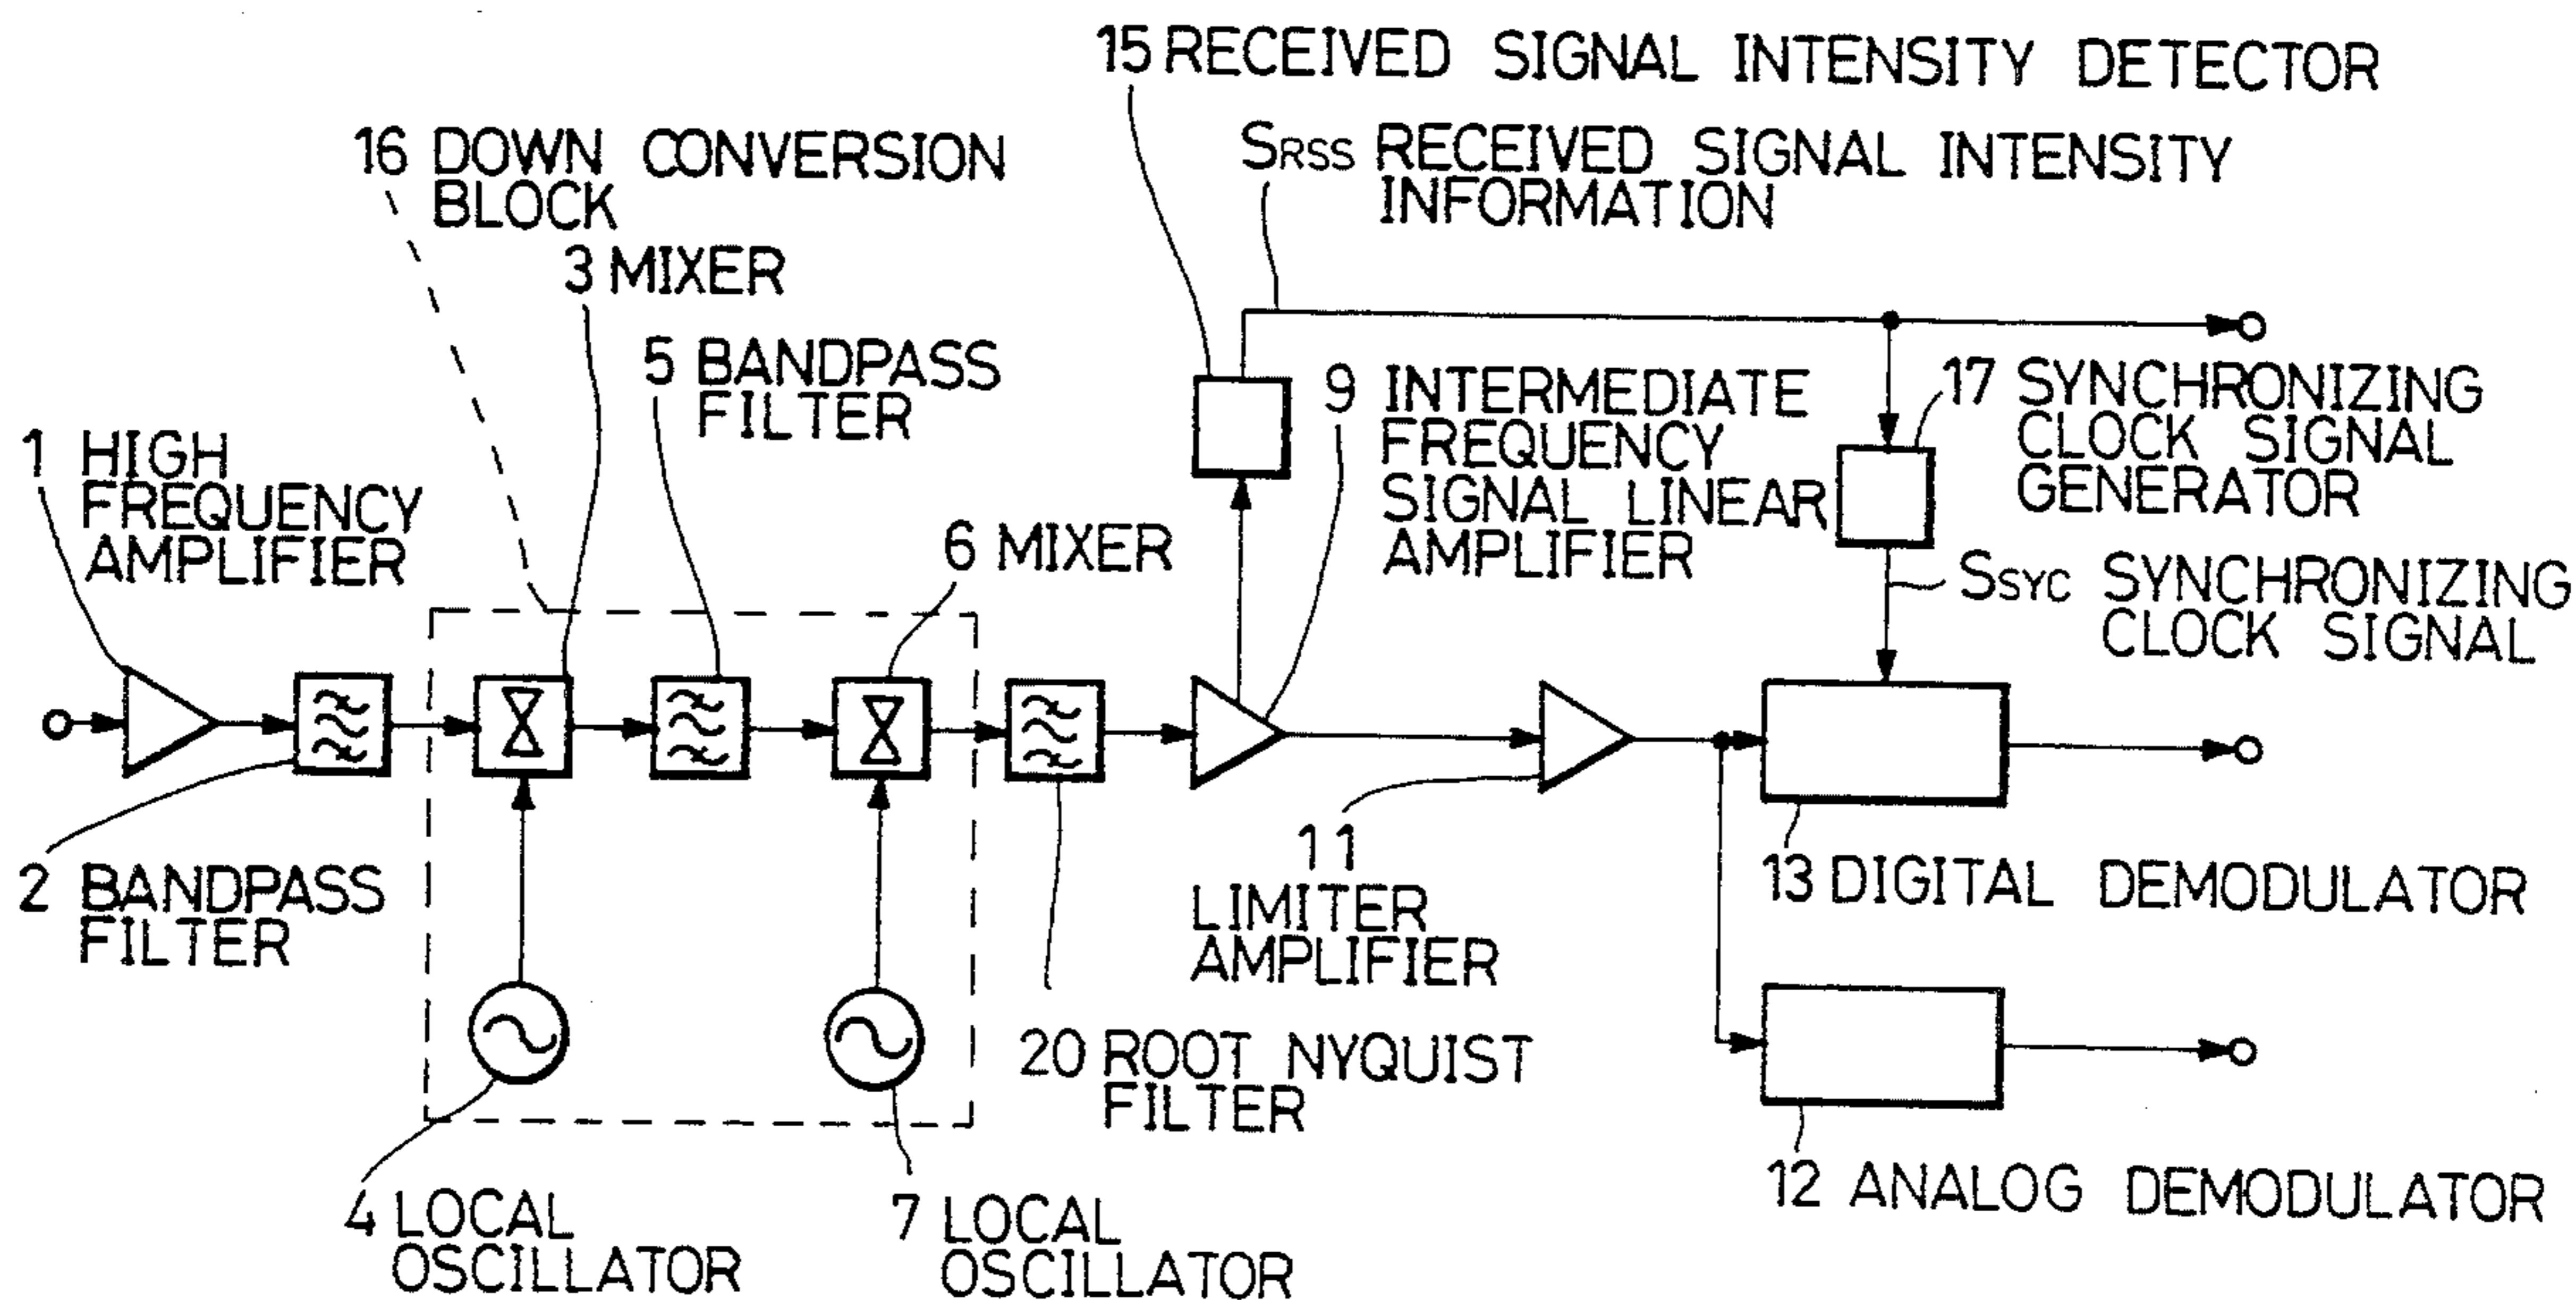 15 RECEIVED SIGNAL INTENSITY DETECTOR
16 DOWN CONVERSION
BLOCK
SRSS RECEIVED SIGNAL INTENSITY
INFORMATION
3 MIXER
5 BANDPASS
FILTER
9 INTERMEDIATE
FREQUENCY
SIGNAL LINEAR
AMPLIFIER
17 SYNCHRONIZING
CLOCK SIGNAL
GENERATOR
1 HIGH
FREQUENCY
AMPLIFIER
6 MIXER
SSYC SYNCHRONIZING
CLOCK SIGNAL
2 BANDPASS
FILTER
11
LIMITER
AMPLIFIER
13 DIGITAL DEMODULATOR
20 ROOT NYQUIST
FILTER
12 ANALOG DEMODULATOR
4 LOCAL
OSCILLATOR
7 LOCAL
OSCILLATOR